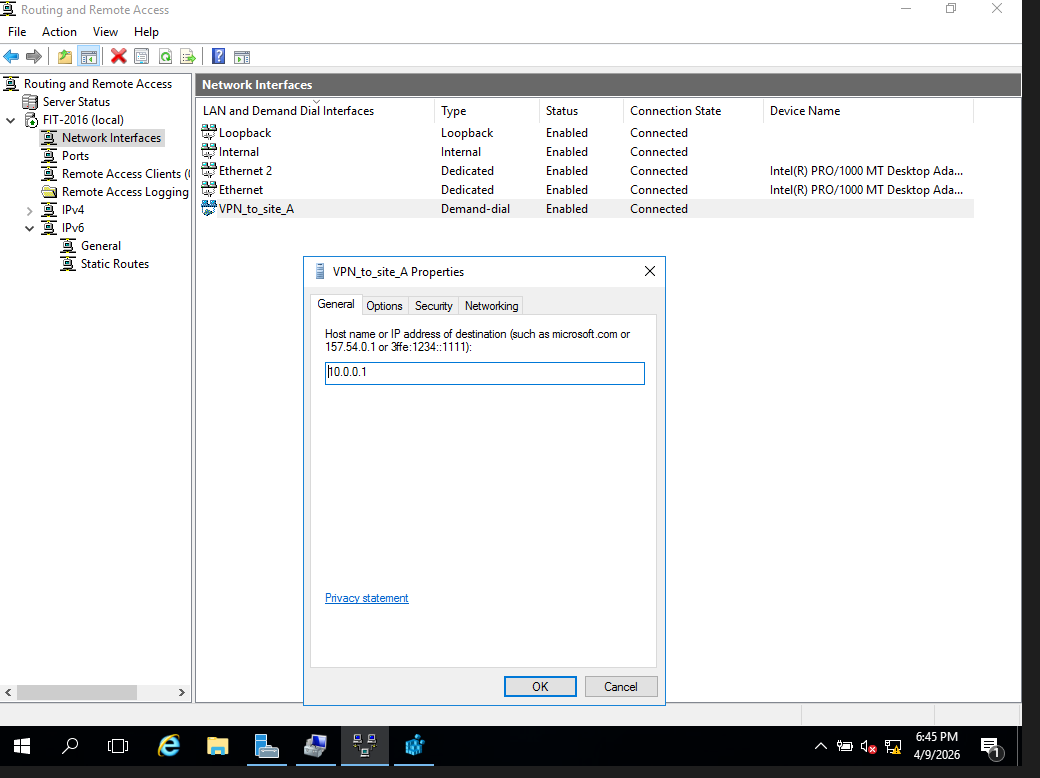 Routing and Remote Access
File Action View Help
Routing and Remote Access
Server Status
FIT-2016 (local)
Network Interfaces
Ports
Remote Access Clients (
Remote Access Logging
IPv4
IPv6
General
Static Routes
Network Interfaces
LAN and Demand Dial Interfaces Type Status Connection State Device Name
Loopback Loopback Enabled Connected
Internal Internal Enabled Connected
Ethernet 2 Dedicated Enabled Connected Intel(R) PRO/1000 MT Desktop Ada...
Ethernet Dedicated Enabled Connected Intel(R) PRO/1000 MT Desktop Ada...
VPN_to_site_A Demand-dial Enabled Connected
VPN_to_site_A Properties
General Options Security Networking
Host name or IP address of destination (such as microsoft.com or
157.54.0.1 or 3ffe:1234::1111):
10.0.0.1
Privacy statement
OK Cancel
6:45 PM
4/9/2026
1